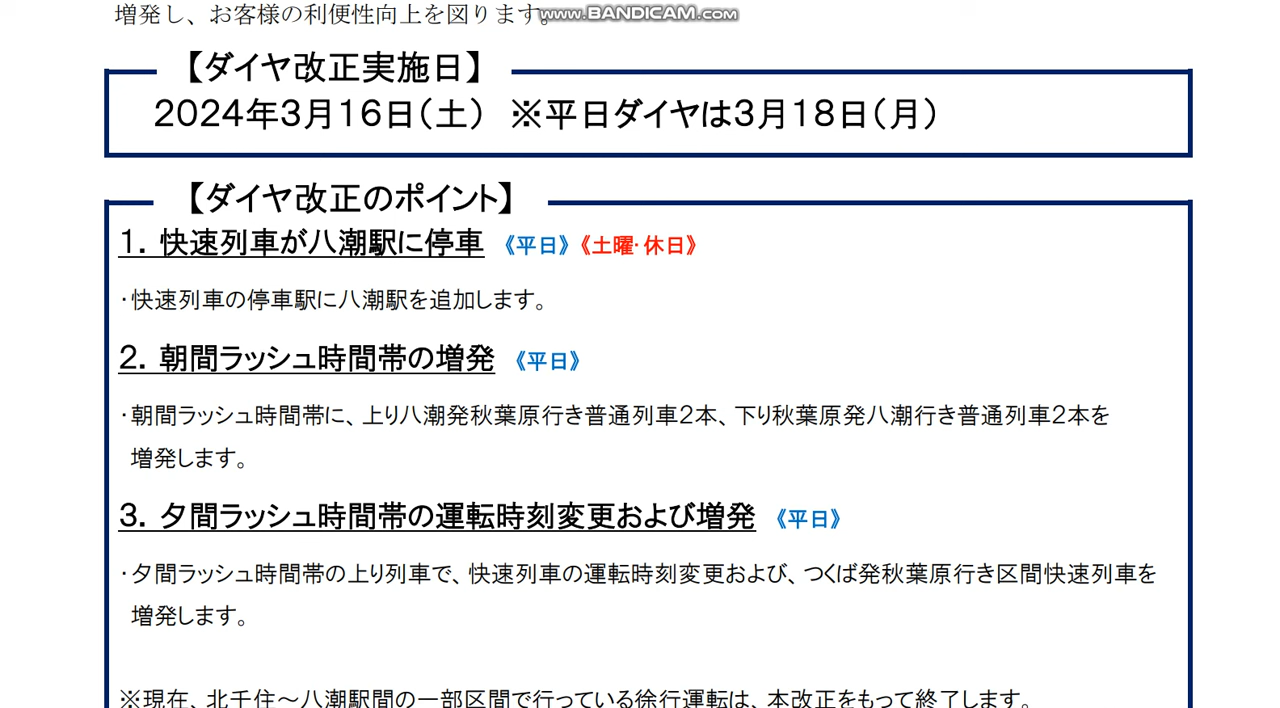 増発し、お客様の利便性向上を図ります。
www.BANDICAM.com
【ダイヤ改正実施日】
2024年3月16日(土) ※平日ダイヤは3月18日(月)
【ダイヤ改正のポイント】
1. 快速列車が八潮駅に停車 《平日》《土曜・休日》
・快速列車の停車駅に八潮駅を追加します。
2. 朝間ラッシュ時間帯の増発 《平日》
・朝間ラッシュ時間帯に、上り八潮発秋葉原行き普通列車2本、下り秋葉原発八潮行き普通列車2本を
増発します。
3. 夕間ラッシュ時間帯の運転時刻変更および増発 《平日》
・夕間ラッシュ時間帯の上り列車で、快速列車の運転時刻変更および、つくば発秋葉原行き区間快速列車を
増発します。
※現在、北千住～八潮駅間の一部区間で行っている徐行運転は、本改正をもって終了します。